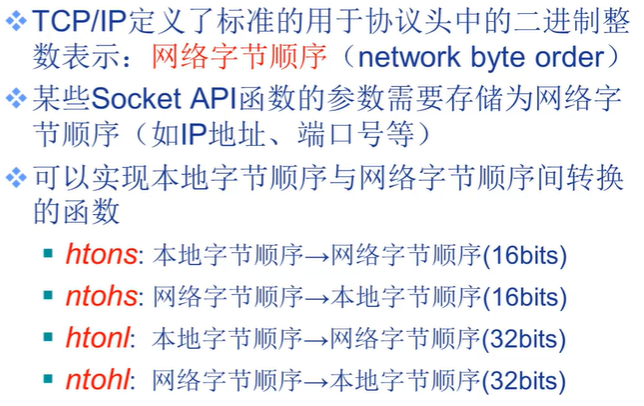 TCP/IP定义了标准的用于协议头中的二进制整
数表示：网络字节顺序（network byte order）
某些Socket API函数的参数需要存储为网络字
节顺序（如IP地址、端口号等）
可以实现本地字节顺序与网络字节顺序间转换
的函数
htons: 本地字节顺序→网络字节顺序(16bits)
ntohs: 网络字节顺序→本地字节顺序(16bits)
htonl: 本地字节顺序→网络字节顺序(32bits)
ntohl: 网络字节顺序→本地字节顺序(32bits)